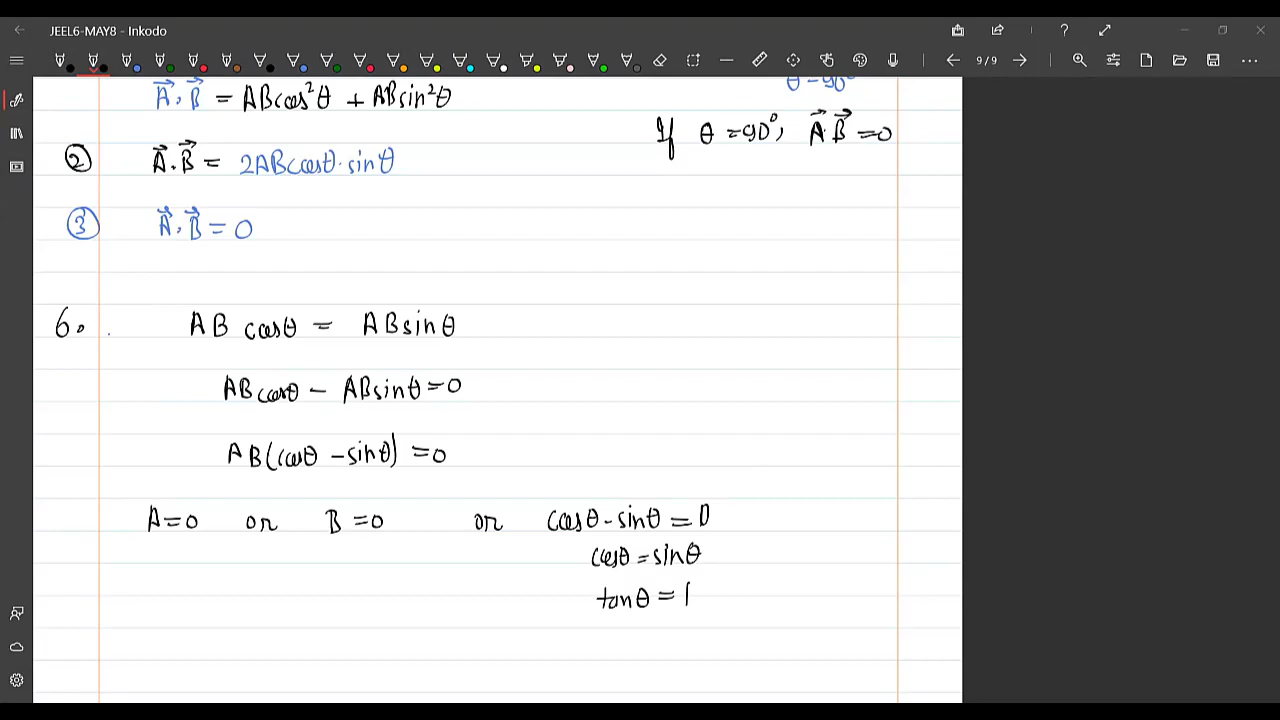 JEEL6-MAY8 - Inkodo
9/9
θ = 90°
A⃗. B⃗ = ABcos²θ + ABsin²θ
If θ = 90°, A⃗.B⃗ = 0
② A⃗. B⃗ = 2ABcosθ. sinθ
③ A⃗. B⃗ = 0
6. AB cosθ = ABsinθ
ABcosθ - ABsinθ = 0
AB(cosθ - sinθ) = 0
A = 0 or B = 0 or cosθ - sinθ = 0
cosθ = sinθ
tanθ = 1